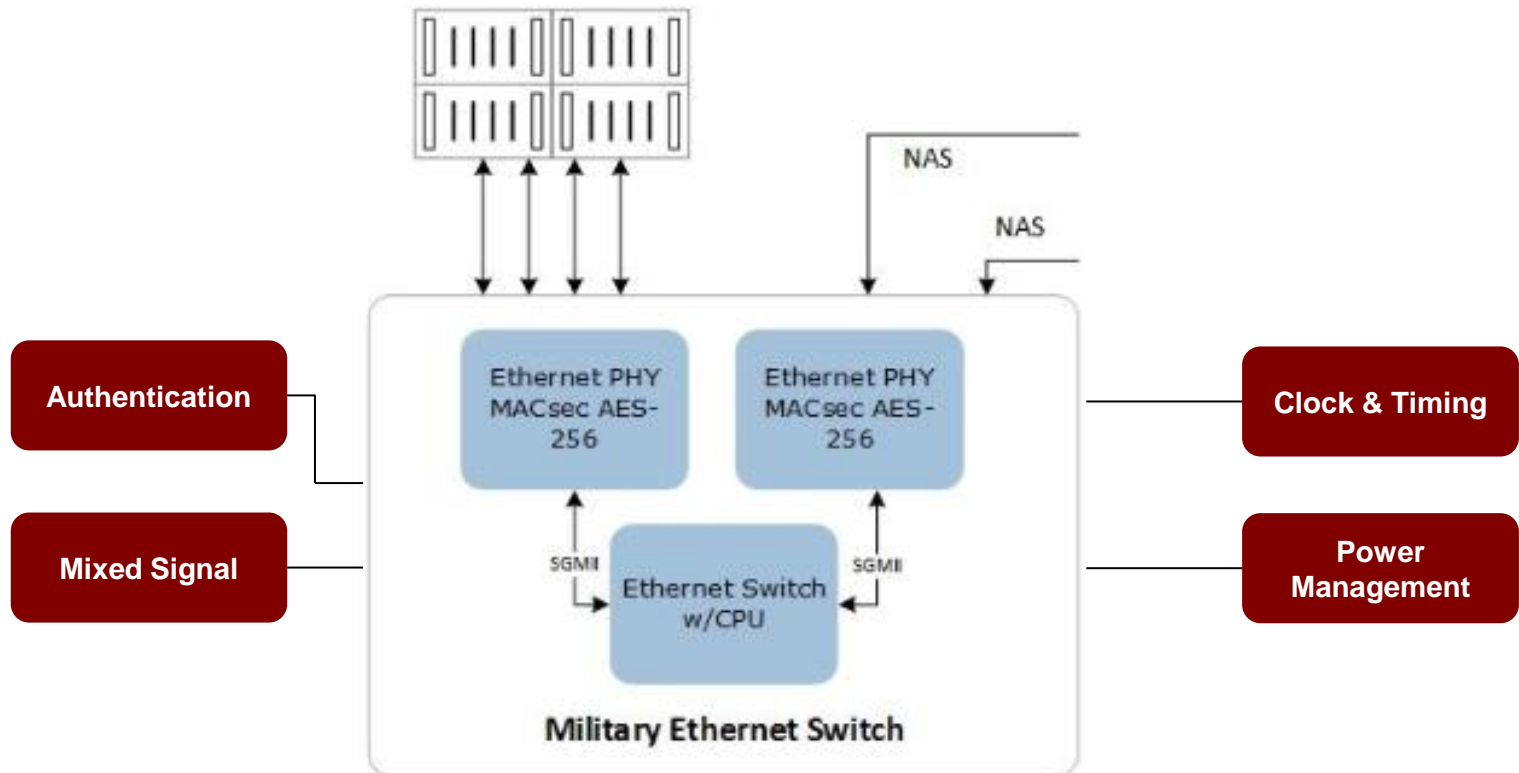 NAS
NAS
Authentication
Mixed Signal
Ethernet PHY
MACsec AES-
256
Ethernet PHY
MACsec AES-
256
SGMII
SGMII
Ethernet Switch
w/CPU
Military Ethernet Switch
Clock & Timing
Power
Management